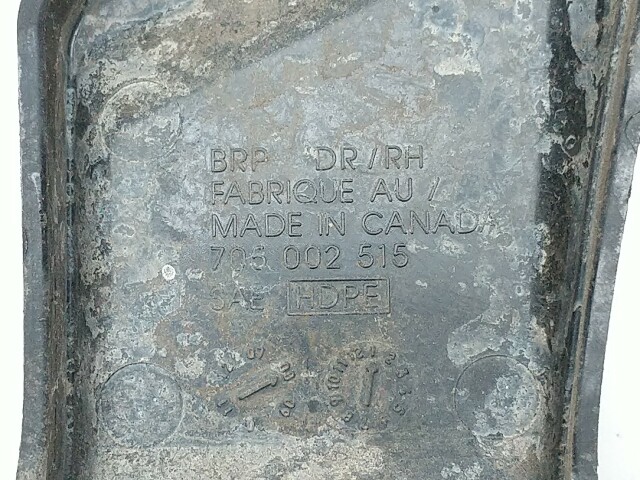 BRP DR/RH
FABRIQUE AU /
MADE IN CANADA
705 002 515
SAE HDPE